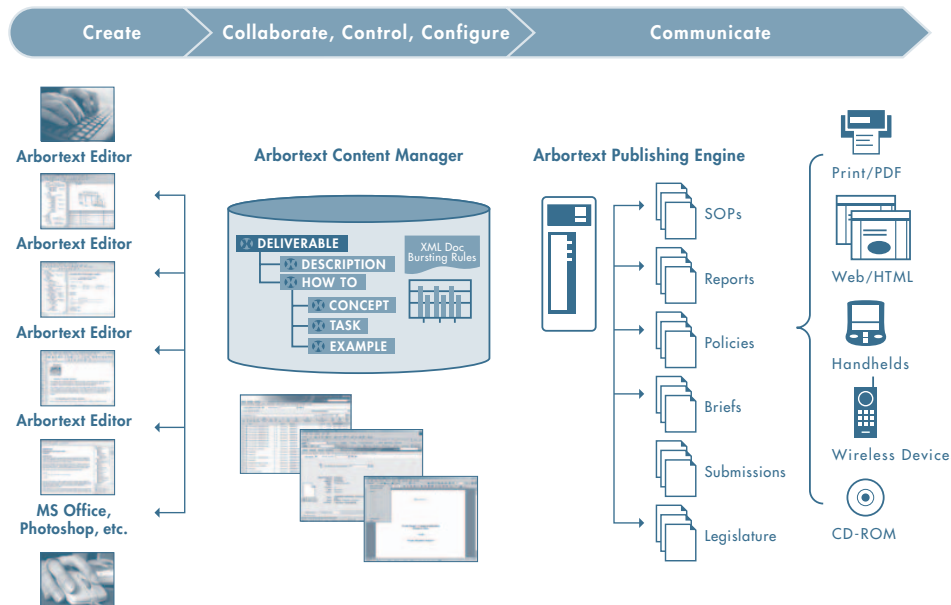 Create
Collaborate, Control, Configure
Communicate
Arbortext Editor
Arbortext Editor
Arbortext Editor
Arbortext Editor
MS Office,
Photoshop, etc.
Arbortext Content Manager
DELIVERABLE
DESCRIPTION
HOW TO
CONCEPT
TASK
EXAMPLE
XML Doc
Bursting Rules
Arbortext Publishing Engine
SOPs
Reports
Policies
Briefs
Submissions
Legislature
Print/PDF
Web/HTML
Handhelds
Wireless Device
CD-ROM